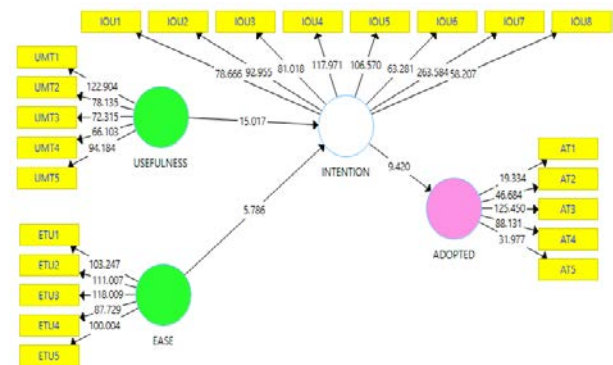 IOU1
IOU2
IOU3
IOU4
IOU5
IOU6
IOU7
IOU8
78.666
92.955
81.018
117.971
106.570
63.281
263.584
58.207
UMT1
UMT2
UMT3
UMT4
UMT5
122.904
78.135
72.315
66.103
94.184
USEFULNESS
15.017
INTENTION
9.420
5.786
ETU1
ETU2
ETU3
ETU4
ETU5
103.247
111.007
118.009
87.729
100.004
EASE
ADOPTED
19.334
46.684
125.450
88.131
31.977
AT1
AT2
AT3
AT4
AT5